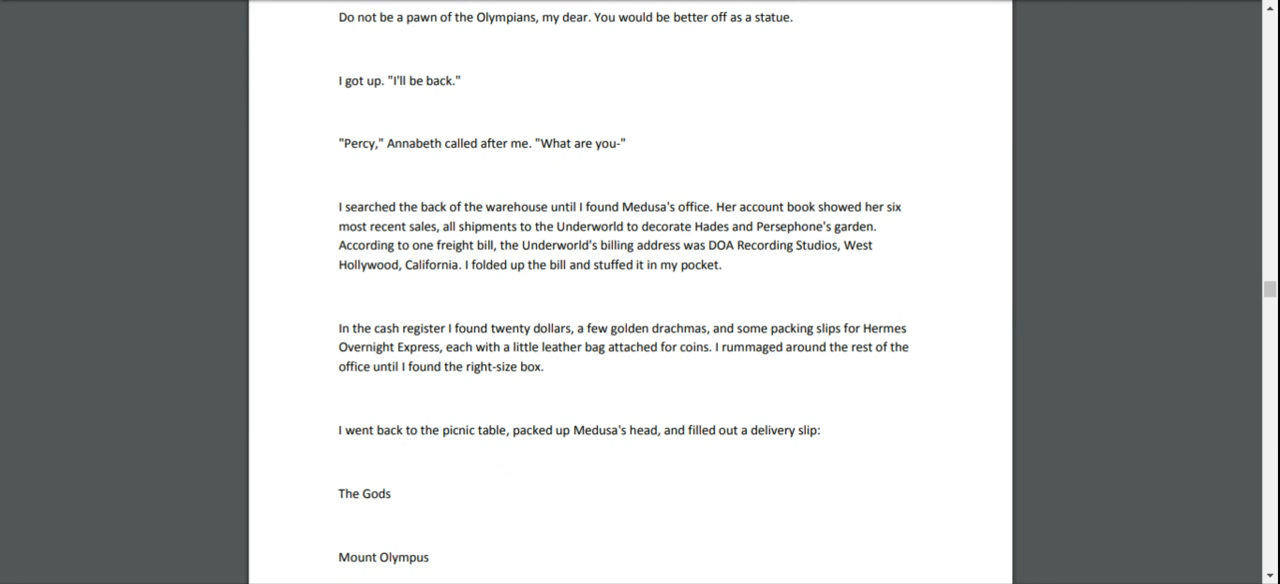 Do not be a pawn of the Olympians, my dear. You would be better off as a statue.
I got up. "I'll be back."
"Percy," Annabeth called after me. "What are you-"
I searched the back of the warehouse until I found Medusa's office. Her account book showed her six
most recent sales, all shipments to the Underworld to decorate Hades and Persephone's garden.
According to one freight bill, the Underworld's billing address was DOA Recording Studios, West
Hollywood, California. I folded up the bill and stuffed it in my pocket.
In the cash register I found twenty dollars, a few golden drachmas, and some packing slips for Hermes
Overnight Express, each with a little leather bag attached for coins. I rummaged around the rest of the
office until I found the right-size box.
I went back to the picnic table, packed up Medusa's head, and filled out a delivery slip:
The Gods
Mount Olympus